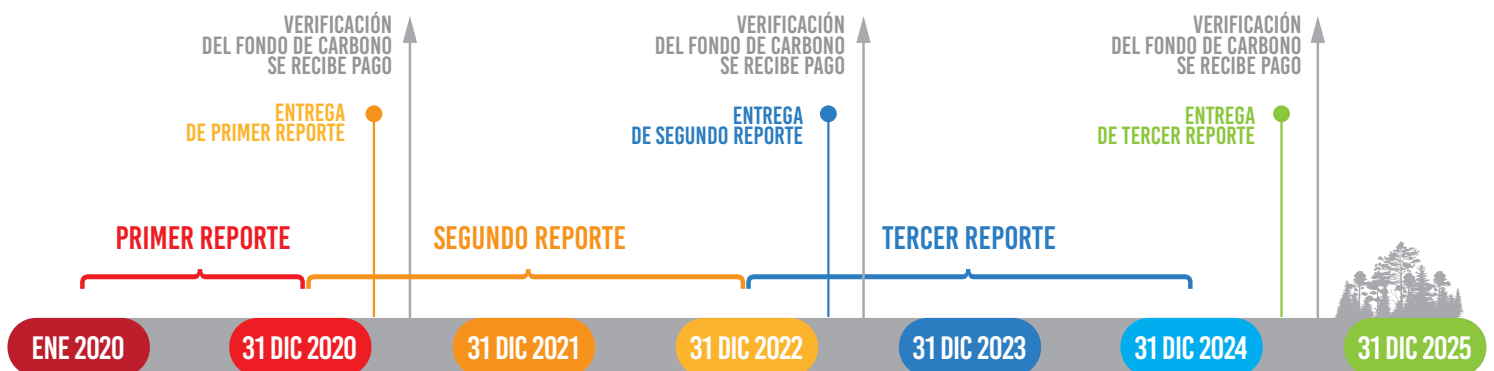 VERIFICACIÓN
DEL FONDO DE CARBONO
SE RECIBE PAGO
VERIFICACIÓN
DEL FONDO DE CARBONO
SE RECIBE PAGO
VERIFICACIÓN
DEL FONDO DE CARBONO
SE RECIBE PAGO
ENTREGA
DE PRIMER REPORTE
ENTREGA
DE SEGUNDO REPORTE
ENTREGA
DE TERCER REPORTE
PRIMER REPORTE
SEGUNDO REPORTE
TERCER REPORTE
ENE 2020
31 DIC 2020
31 DIC 2021
31 DIC 2022
31 DIC 2023
31 DIC 2024
31 DIC 2025